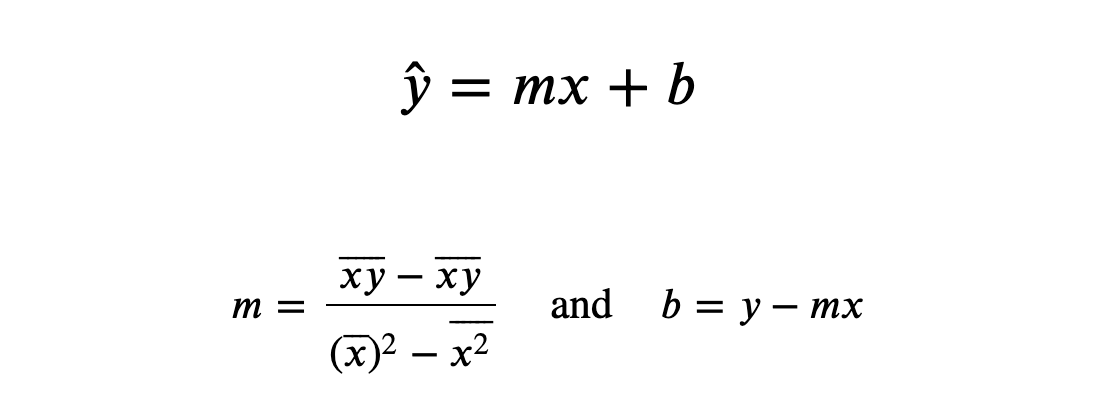 ŷ = mx + b
m = (x̅y̅ − x̅y̅) / ((x̅)² − x̅²̅) and b = y − mx